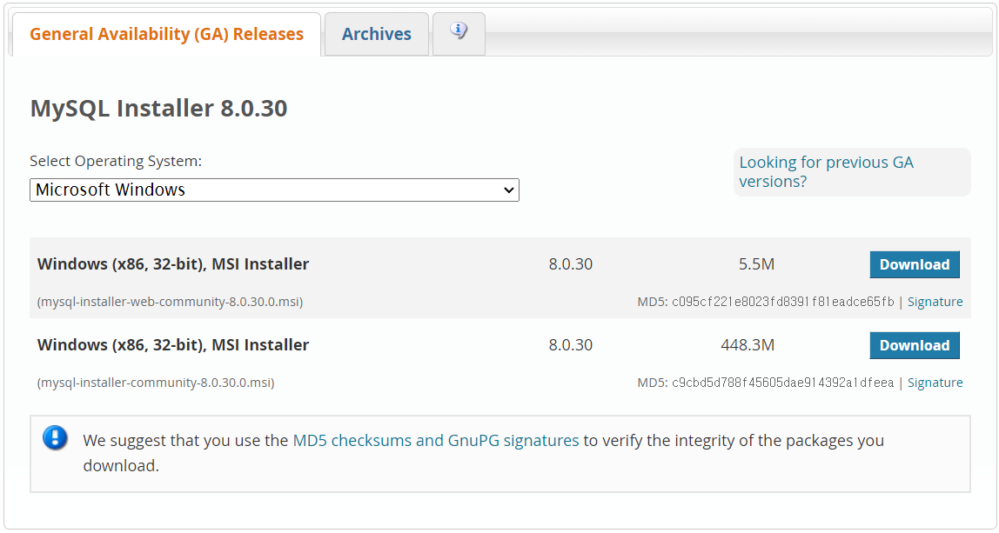 General Availability (GA) Releases
Archives
MySQL Installer 8.0.30
Select Operating System:
Looking for previous GA
versions?
Microsoft Windows
Windows (x86, 32-bit), MSI Installer 8.0.30 5.5M Download
(mysql-installer-web-community-8.0.30.0.msi) MD5: c095cf221e8023fd8391f81eadce65fb | Signature
Windows (x86, 32-bit), MSI Installer 8.0.30 448.3M Download
(mysql-installer-community-8.0.30.0.msi) MD5: c9cbd5d788f45605dae914392a1dfeea | Signature
We suggest that you use the MD5 checksums and GnuPG signatures to verify the integrity of the packages you
download.